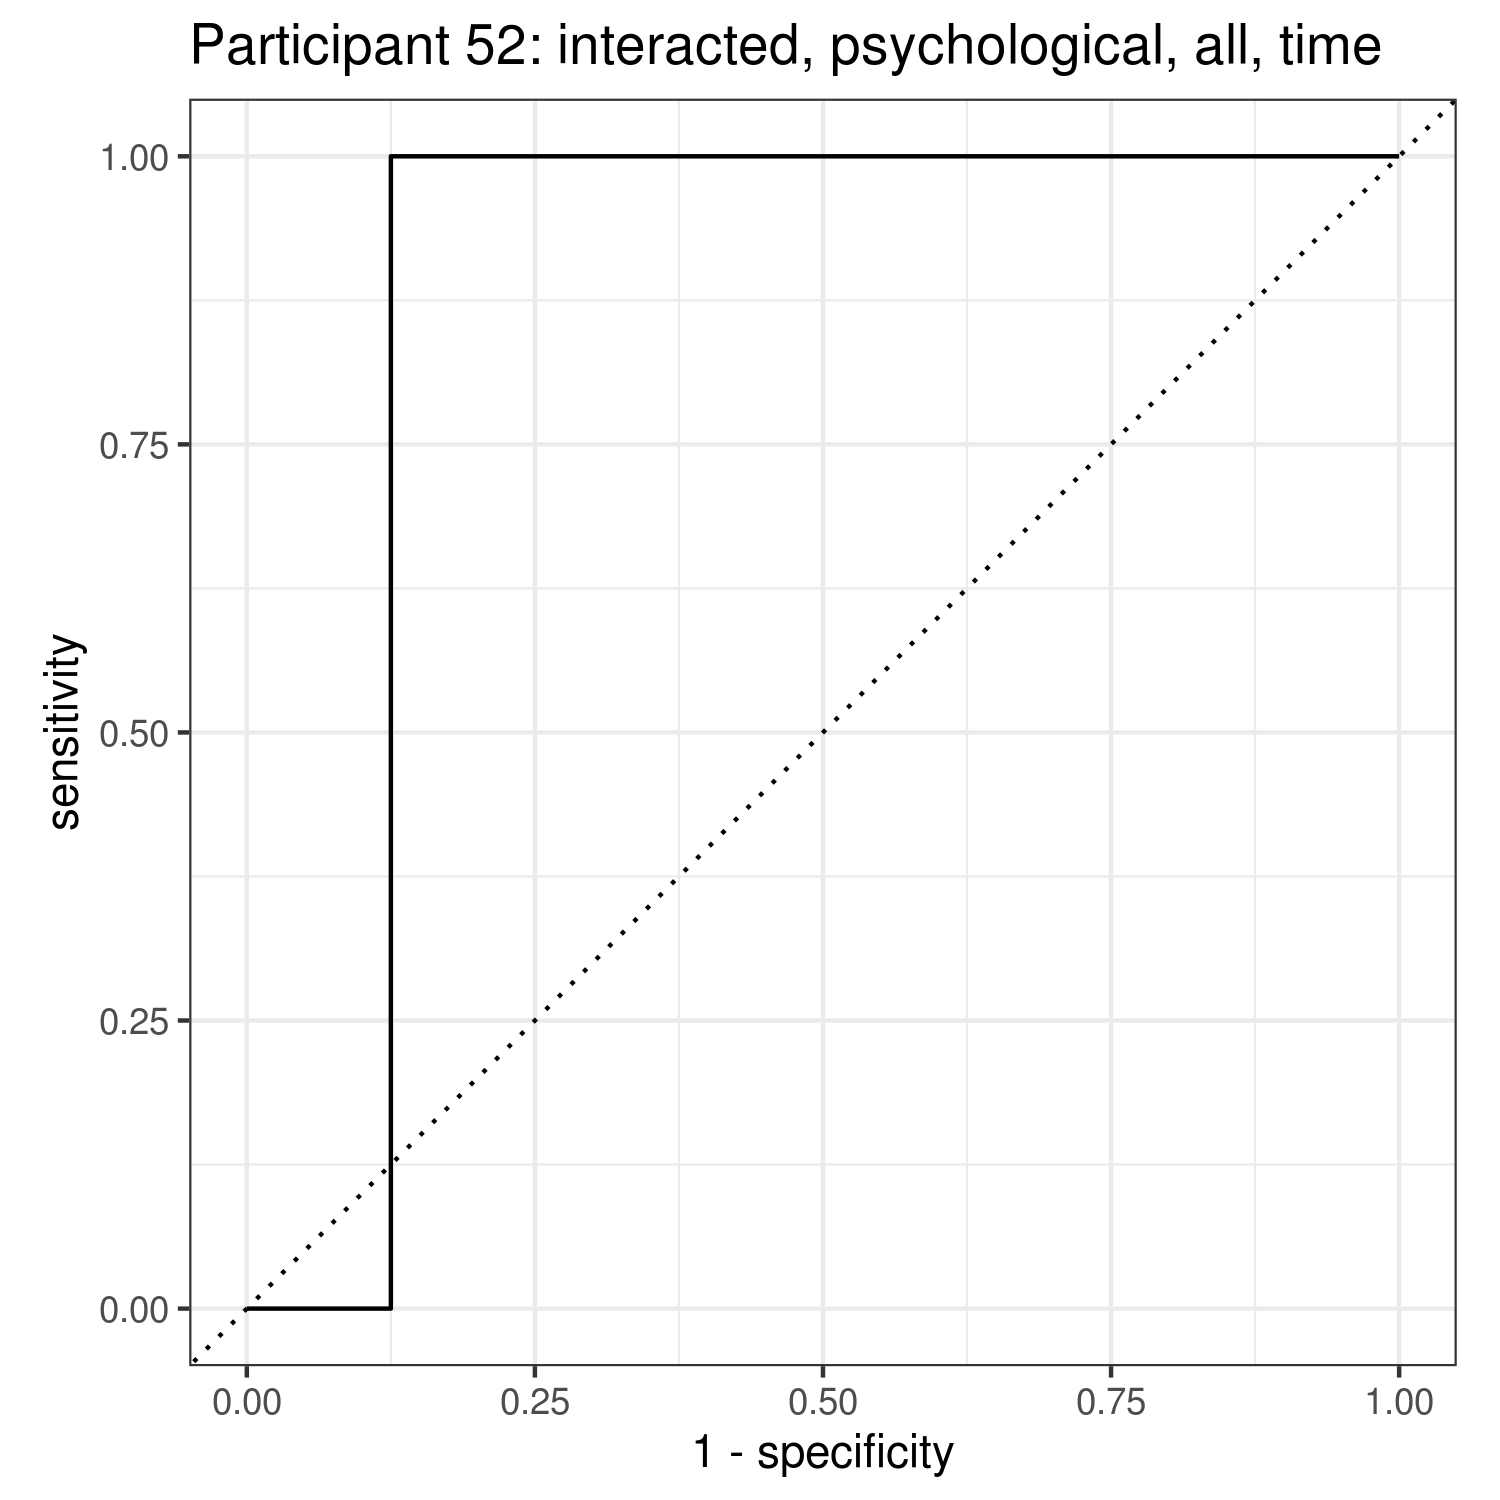 Participant 52: interacted, psychological, all, time
1.00
0.75
0.50
0.25
0.00
sensitivity
0.00 0.25 0.50 0.75 1.00
1 - specificity